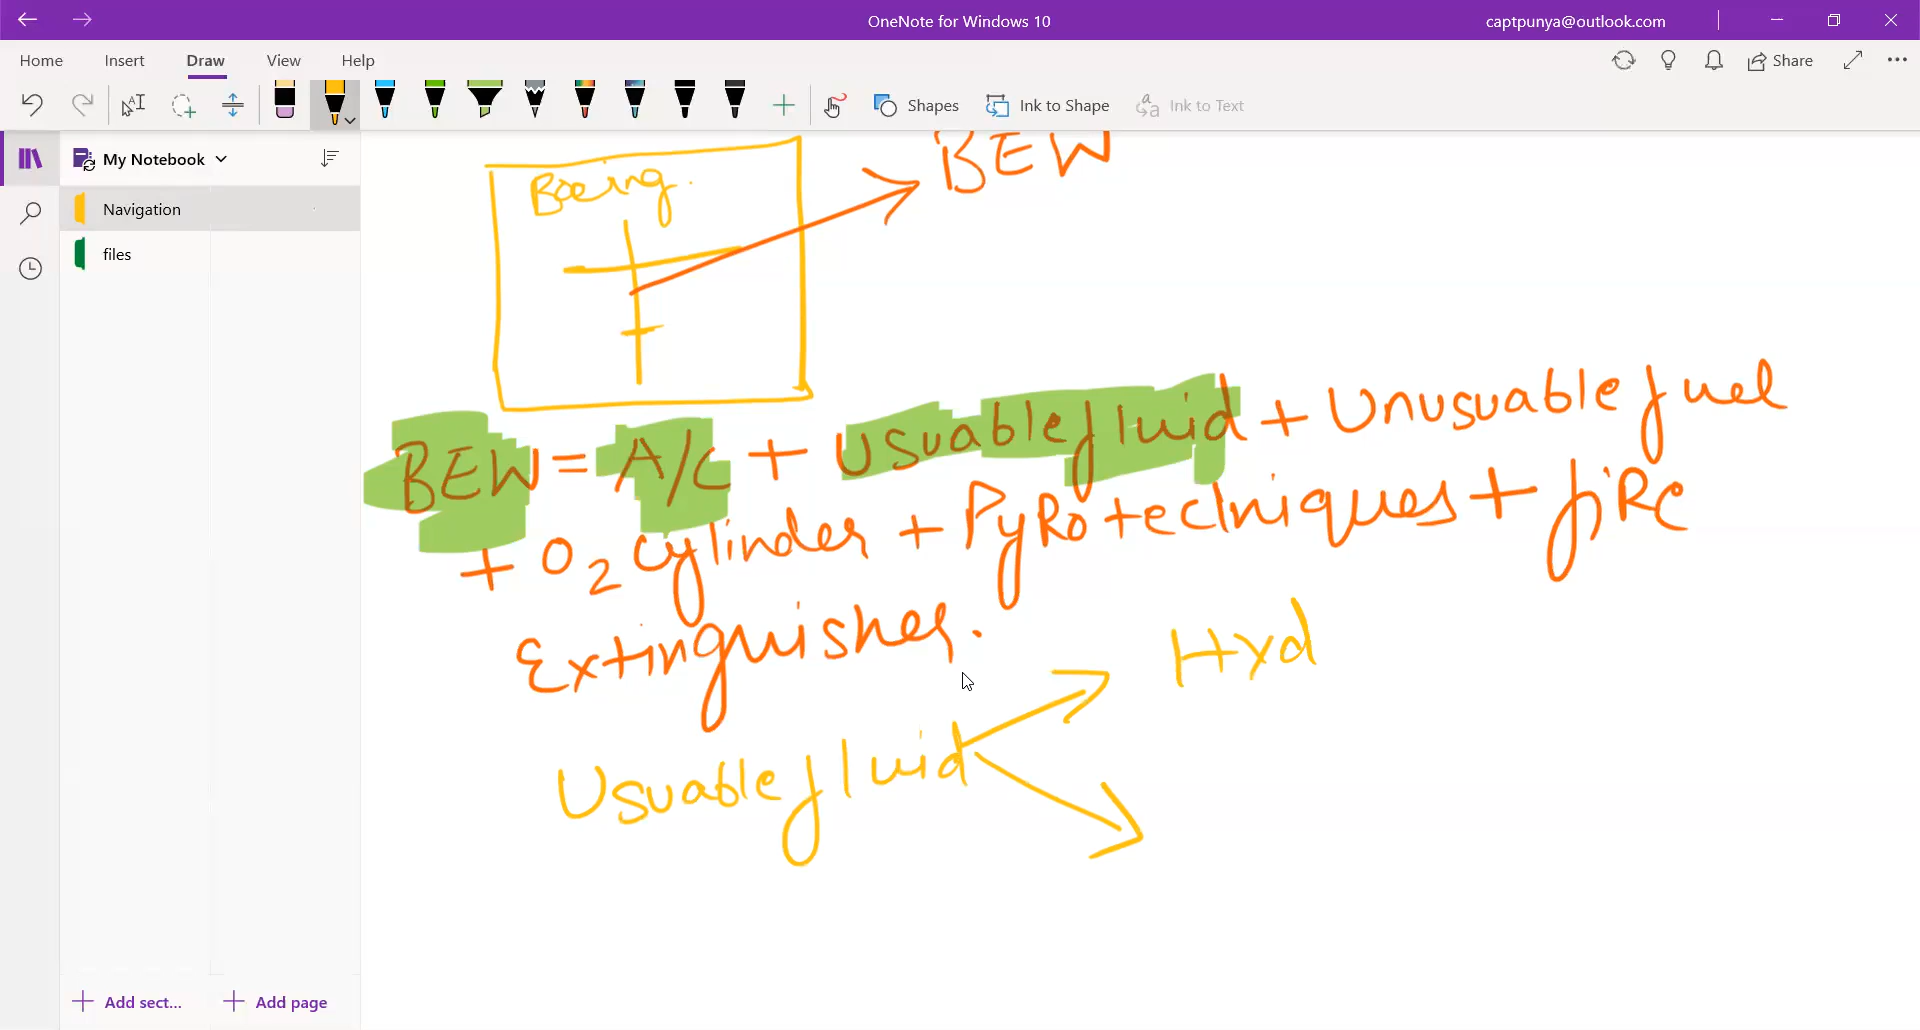 OneNote for Windows 10
captpunya@outlook.com
Home Insert Draw View Help
Share
Shapes Ink to Shape Ink to Text
My Notebook
Navigation
files
BEW
Boeing.
BEW = A/C + Usuable fluid + Unusuable fuel
+ O2 cylinder + PyRo techniques + fiRe
Extinguisher.
Hyd
Usuable fluid
Add sect... Add page